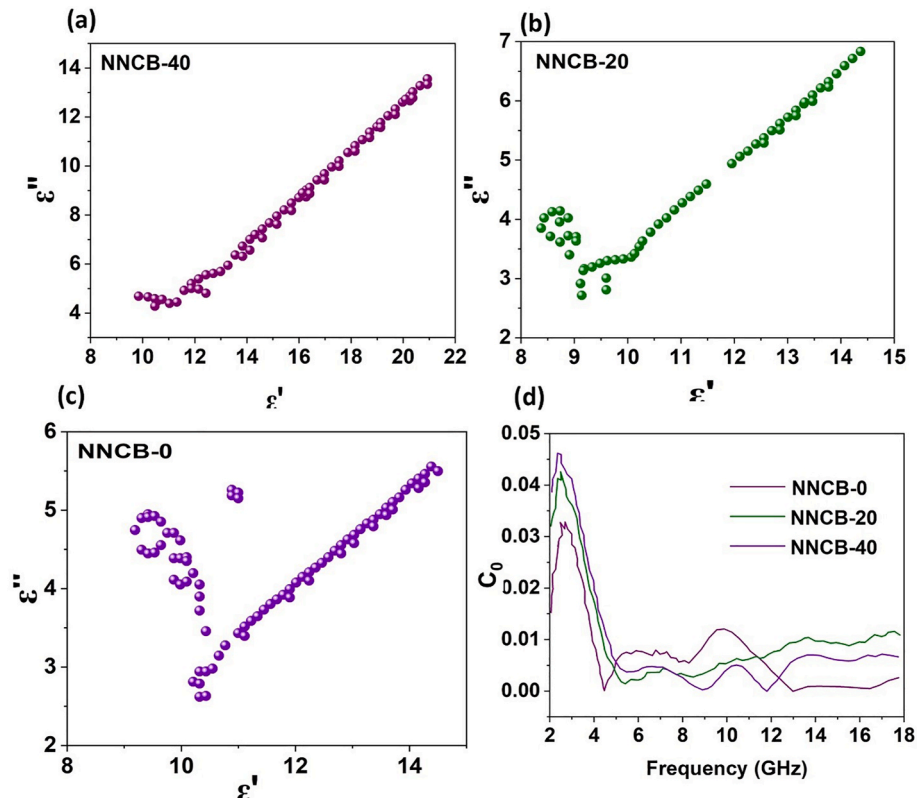 (a)
NNCB-40
14
12
10
8
6
4
ε"
8 10 12 14 16 18 20 22
ε'
(b)
NNCB-20
7
6
5
4
3
2
ε"
8 9 10 11 12 13 14 15
ε'
(c)
NNCB-0
6
5
4
3
2
ε"
8 10 12 14
ε'
(d)
0.05
0.04
0.03
0.02
0.01
0.00
C₀
NNCB-0
NNCB-20
NNCB-40
2 4 6 8 10 12 14 16 18
Frequency (GHz)